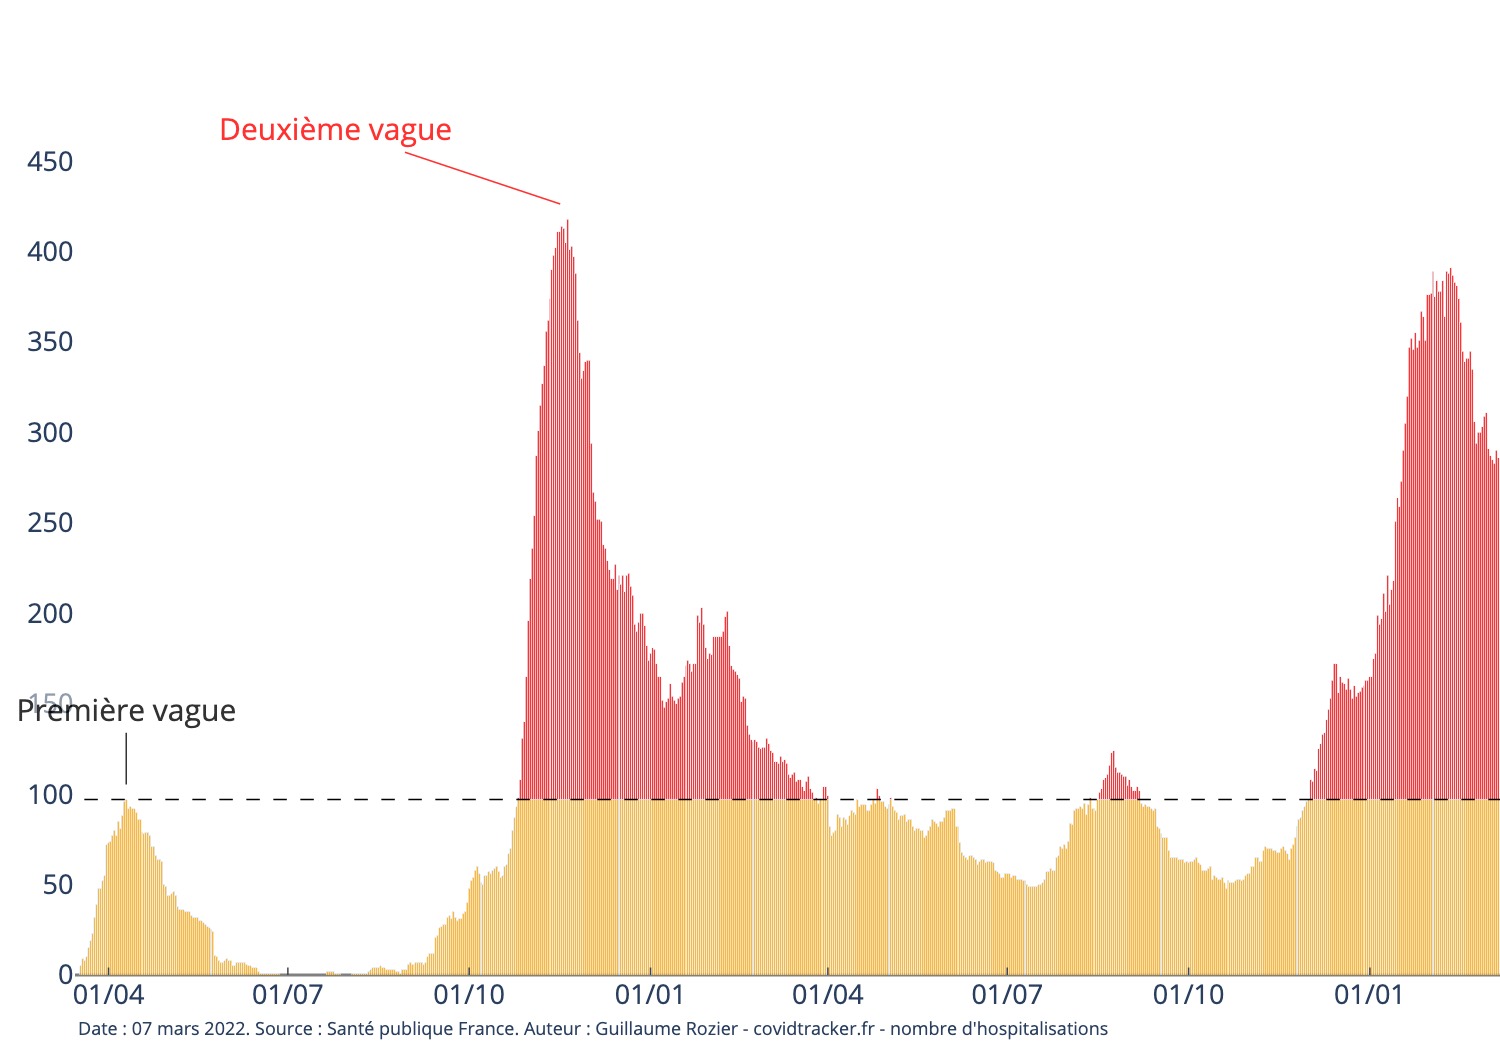 Deuxième vague
450
400
350
300
250
200
150
Première vague
100
50
0
01/04 01/07 01/10 01/01 01/04 01/07 01/10 01/01
Date : 07 mars 2022. Source : Santé publique France. Auteur : Guillaume Rozier - covidtracker.fr - nombre d'hospitalisations